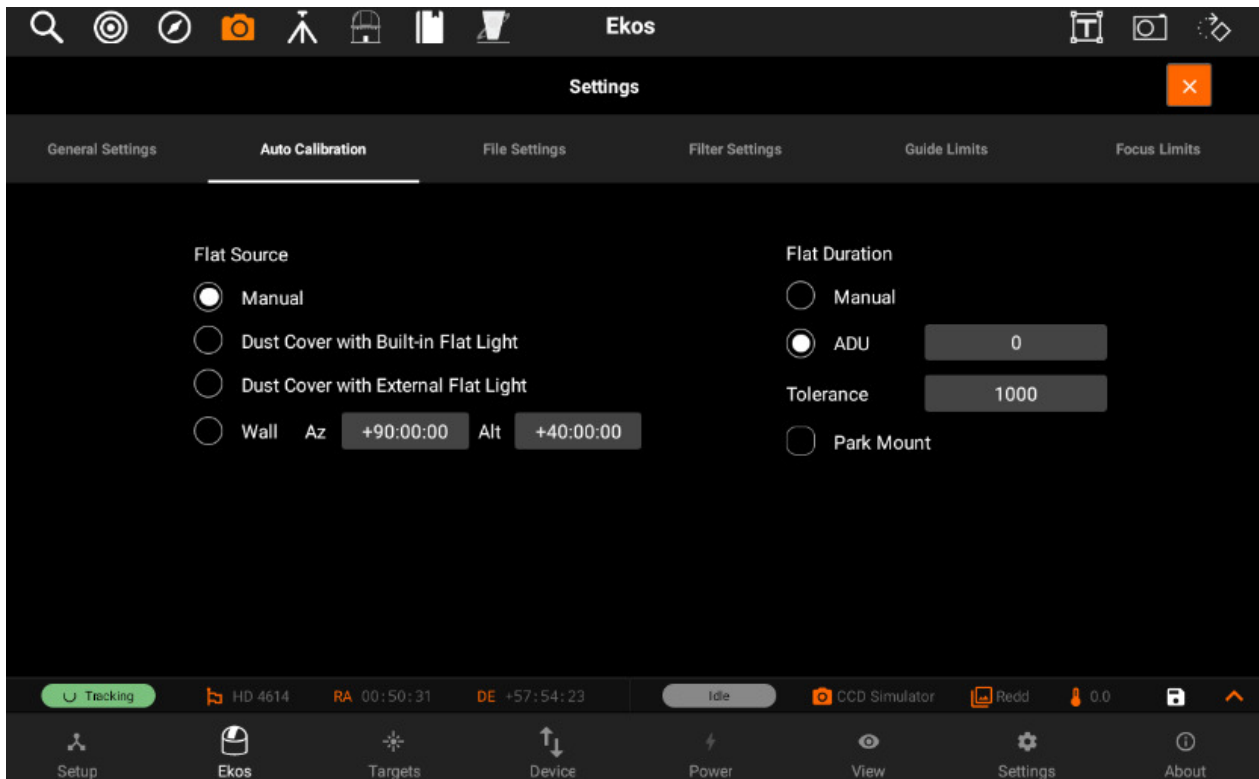 Ekos
Settings
General Settings Auto Calibration File Settings Filter Settings Guide Limits Focus Limits
Flat Source
Manual
Dust Cover with Built-in Flat Light
Dust Cover with External Flat Light
Wall Az +90:00:00 Alt +40:00:00
Flat Duration
Manual
ADU 0
Tolerance 1000
Park Mount
Tracking HD 4614 RA 00:50:31 DE +57:54:23 Idle CCD Simulator Redd 0.0
Setup Ekos Targets Device Power View Settings About